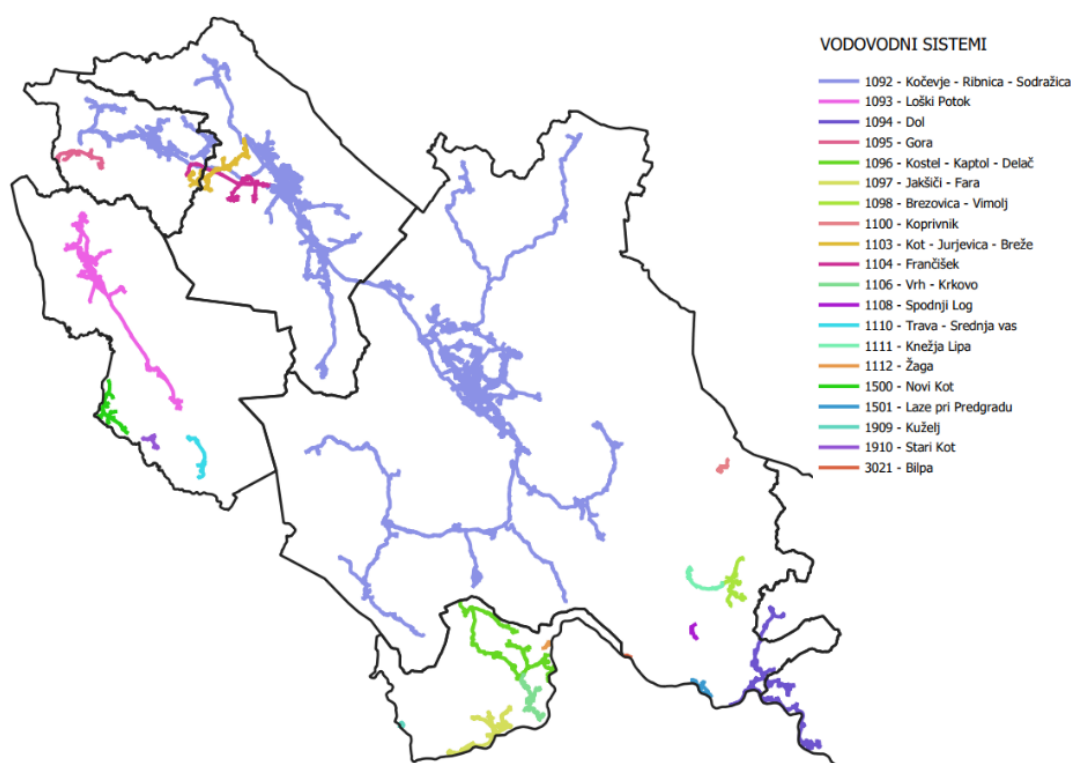 VODOVODNI SISTEMI
1092 - Kočevje - Ribnica - Sodražica
1093 - Loški Potok
1094 - Dol
1095 - Gora
1096 - Kostel - Kaptol - Delač
1097 - Jakšiči - Fara
1098 - Brezovica - Vimolj
1100 - Koprivnik
1103 - Kot - Jurjevica - Breže
1104 - Frančišek
1106 - Vrh - Krkovo
1108 - Spodnji Log
1110 - Trava - Srednja vas
1111 - Knežja Lipa
1112 - Žaga
1500 - Novi Kot
1501 - Laze pri Predgradu
1909 - Kuželj
1910 - Stari Kot
3021 - Bilpa